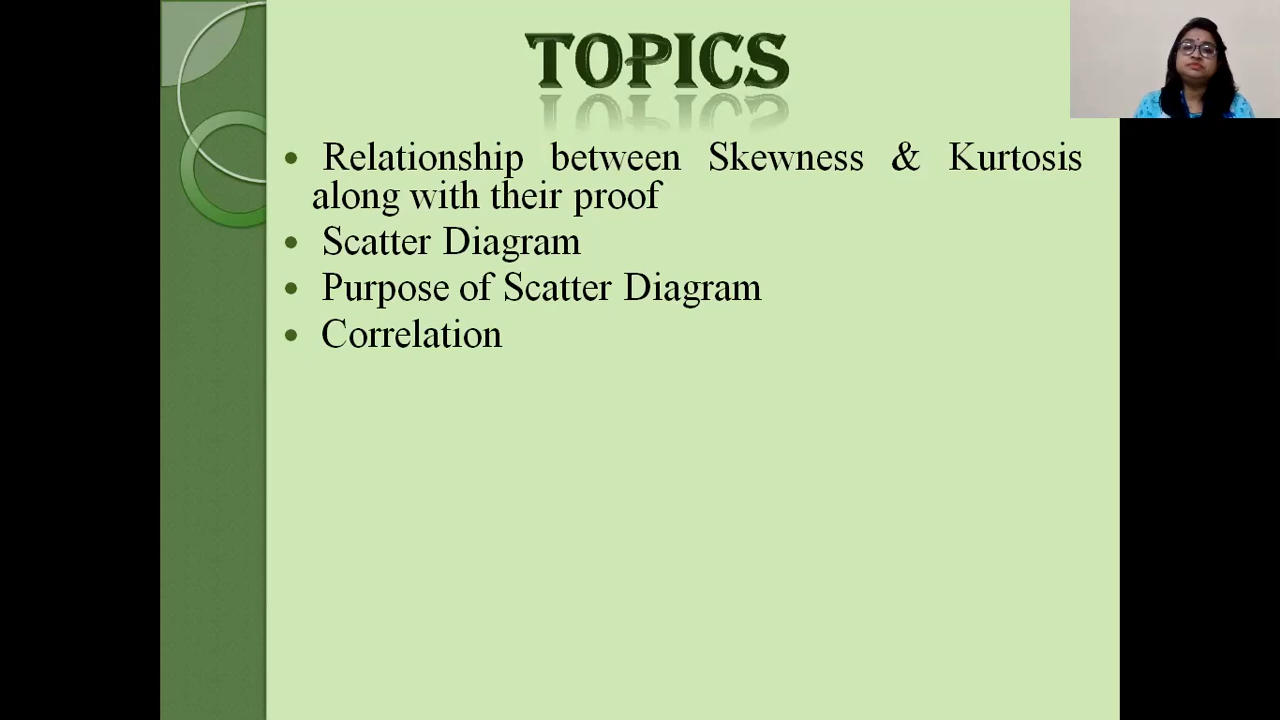 TOPICS
• Relationship between Skewness & Kurtosis
along with their proof
• Scatter Diagram
• Purpose of Scatter Diagram
• Correlation